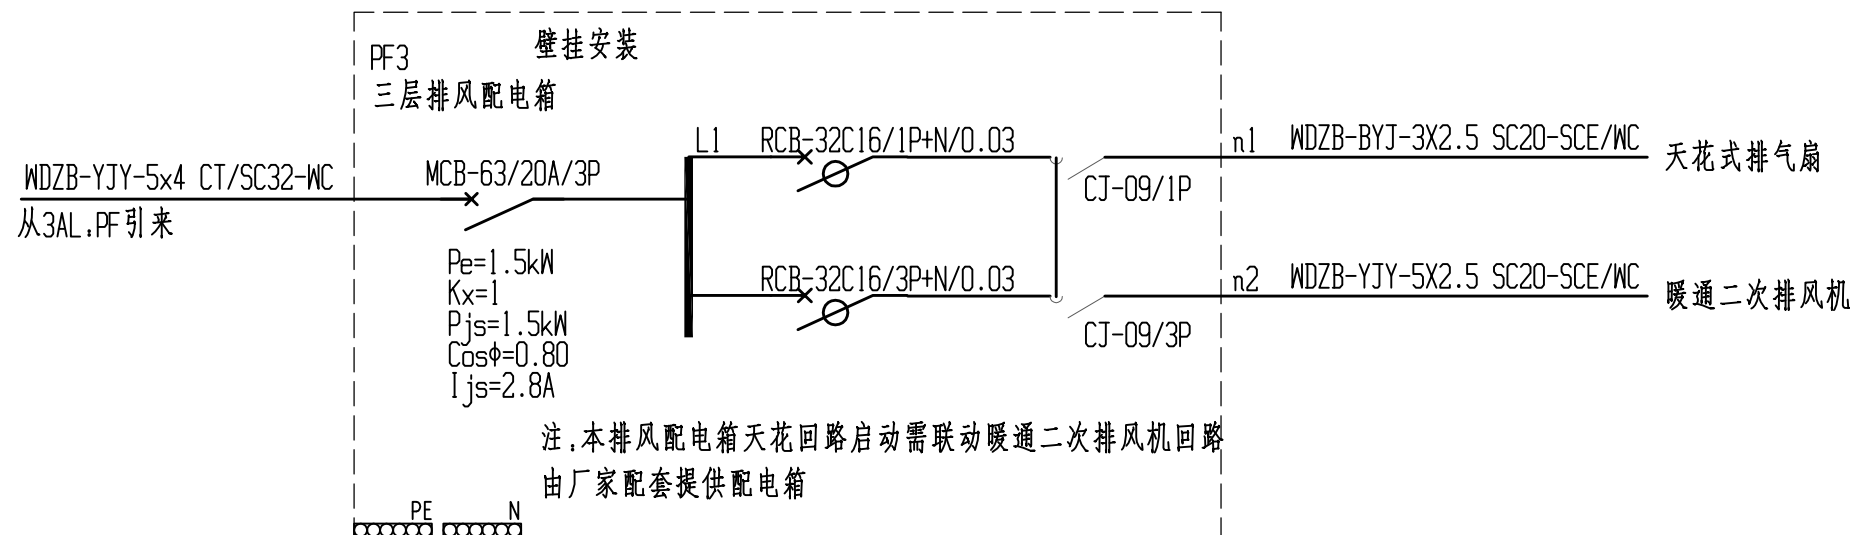 壁挂安装
PF3
三层排风配电箱
WDZB-YJY-5x4 CT/SC32-WC
从3AL.PF引来
MCB-63/20A/3P
Pe=1.5kW
Kx=1
Pjs=1.5kW
CosΦ=0.80
Ijs=2.8A
L1
RCB-32C16/1P+N/0.03
CJ-09/1P
n1
WDZB-BYJ-3X2.5 SC20-SCE/WC
天花式排气扇
RCB-32C16/3P+N/0.03
CJ-09/3P
n2
WDZB-YJY-5X2.5 SC20-SCE/WC
暖通二次排风机
注:本排风配电箱天花回路启动需联动暖通二次排风机回路
由厂家配套提供配电箱
PE
N